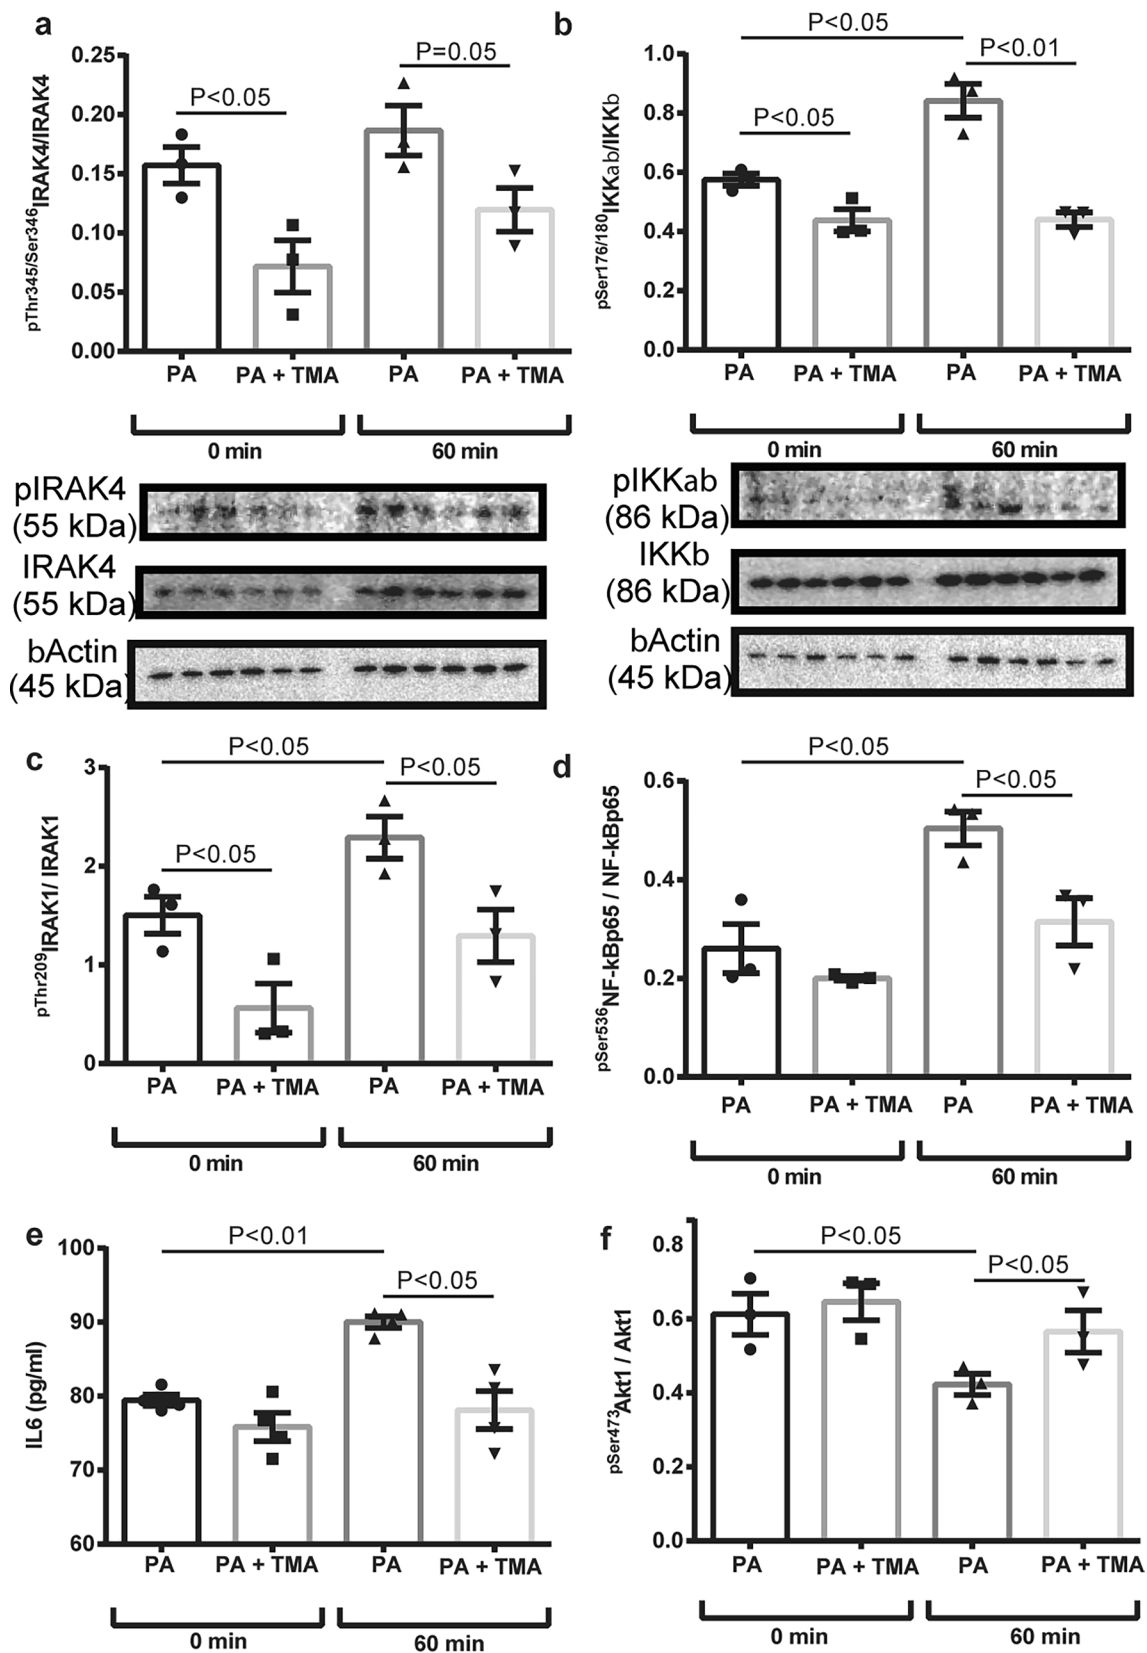 a
pThr345/Ser346IRAK4/IRAK4
0.25
0.20
0.15
0.10
0.05
0.00
P<0.05
P=0.05
PA
PA + TMA
PA
PA + TMA
0 min
60 min
pIRAK4
(55 kDa)
IRAK4
(55 kDa)
bActin
(45 kDa)
b
pSer176/180IKKab/IKKb
1.0
0.8
0.6
0.4
0.2
0.0
P<0.05
P<0.01
P<0.05
PA
PA + TMA
PA
PA + TMA
0 min
60 min
pIKKab
(86 kDa)
IKKb
(86 kDa)
bActin
(45 kDa)
c
pThr209IRAK1/ IRAK1
3
2
1
0
P<0.05
P<0.05
P<0.05
PA
PA + TMA
PA
PA + TMA
0 min
60 min
d
pSer536NF-kBp65 / NF-kBp65
0.6
0.4
0.2
0.0
P<0.05
P<0.05
PA
PA + TMA
PA
PA + TMA
0 min
60 min
e
IL6 (pg/ml)
100
90
80
70
60
P<0.01
P<0.05
PA
PA + TMA
PA
PA + TMA
0 min
60 min
f
pSer473Akt1 / Akt1
0.8
0.6
0.4
0.2
0.0
P<0.05
P<0.05
PA
PA + TMA
PA
PA + TMA
0 min
60 min